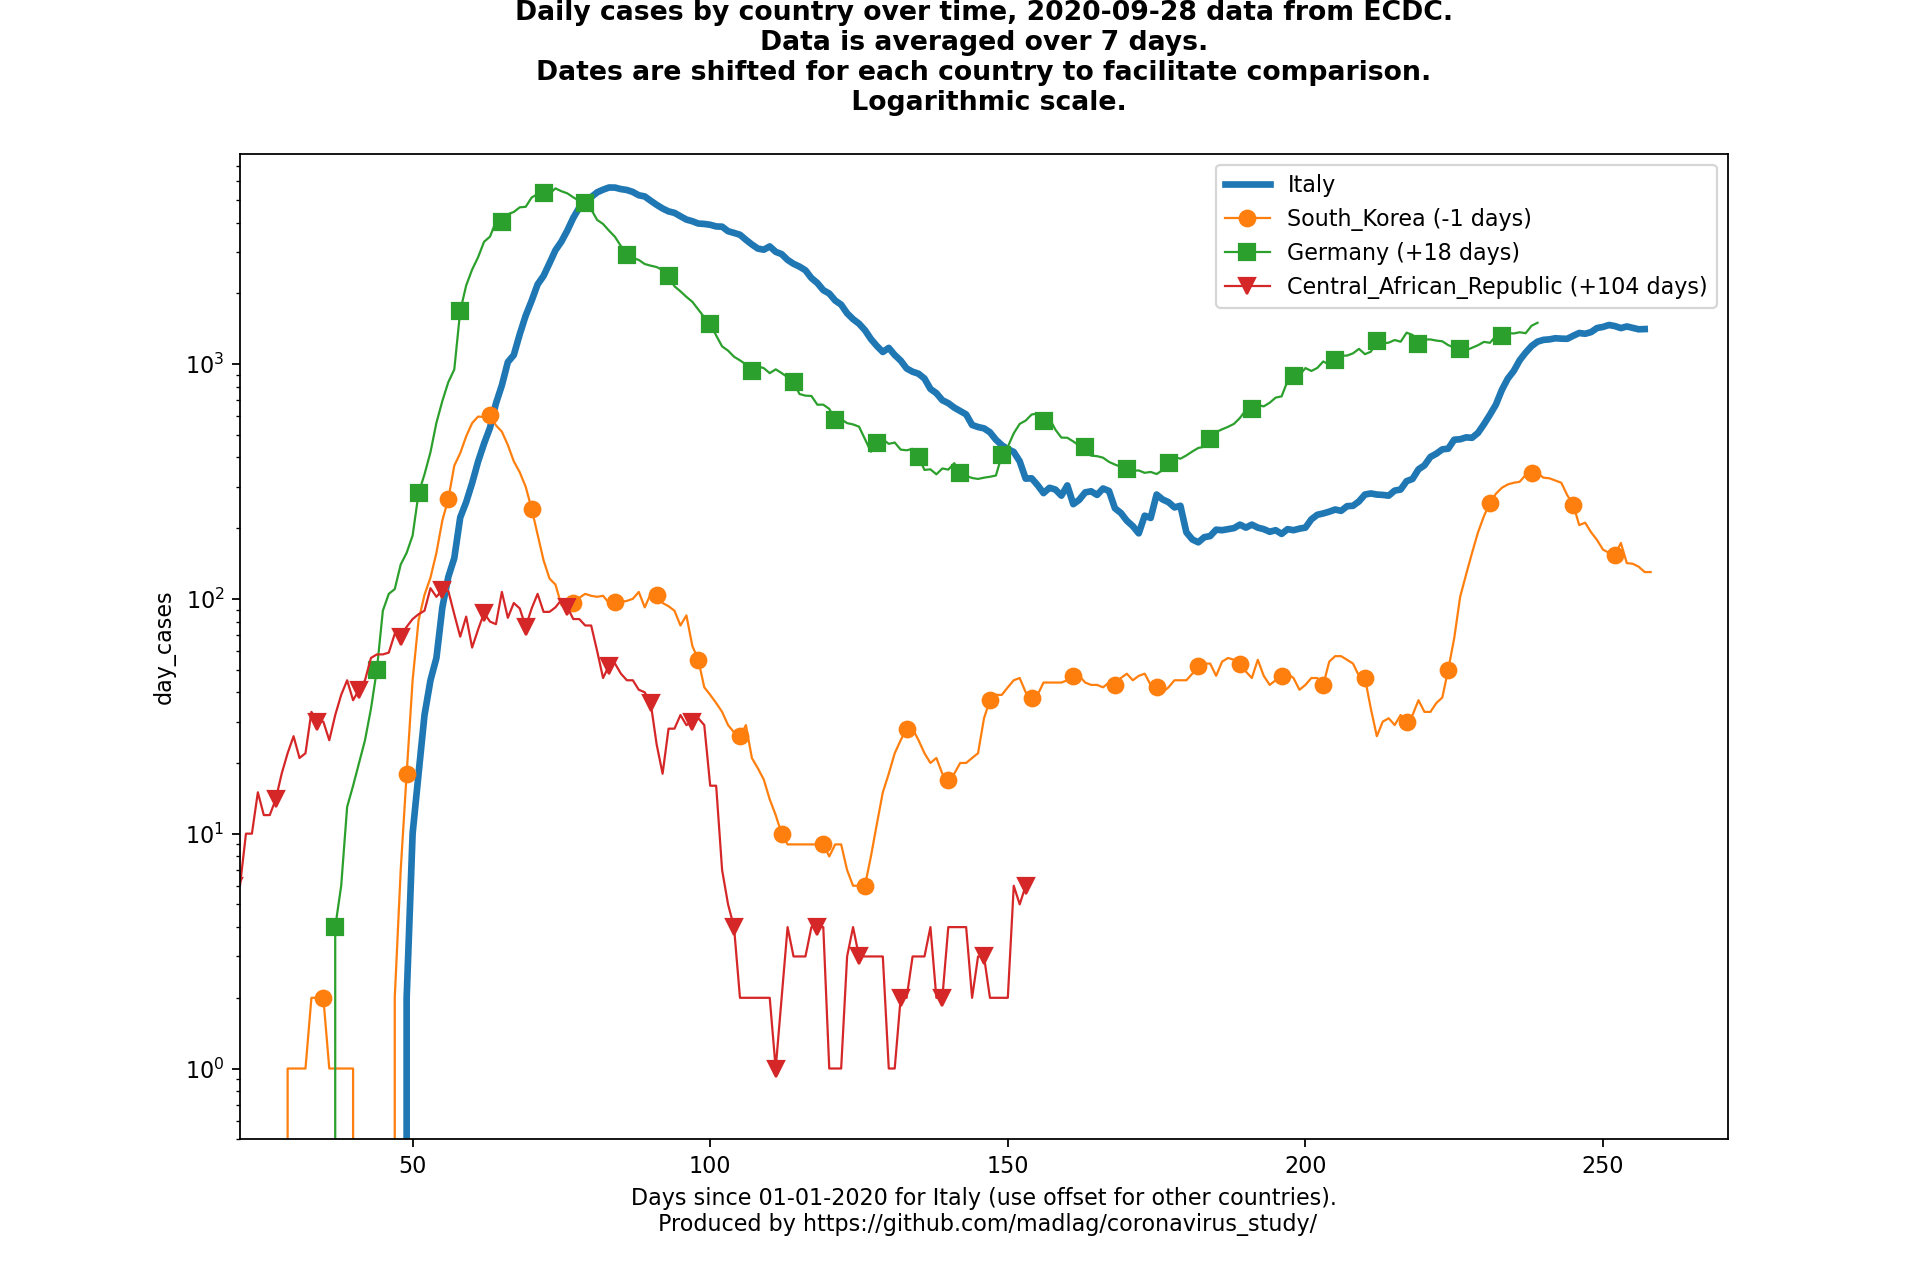 Daily cases by country over time, 2020-09-28 data from ECDC.
Data is averaged over 7 days.
Dates are shifted for each country to facilitate comparison.
Logarithmic scale.
Italy
South_Korea (-1 days)
Germany (+18 days)
Central_African_Republic (+104 days)
day_cases
10³
10²
10¹
10⁰
50 100 150 200 250
Days since 01-01-2020 for Italy (use offset for other countries).
Produced by https://github.com/madlag/coronavirus_study/